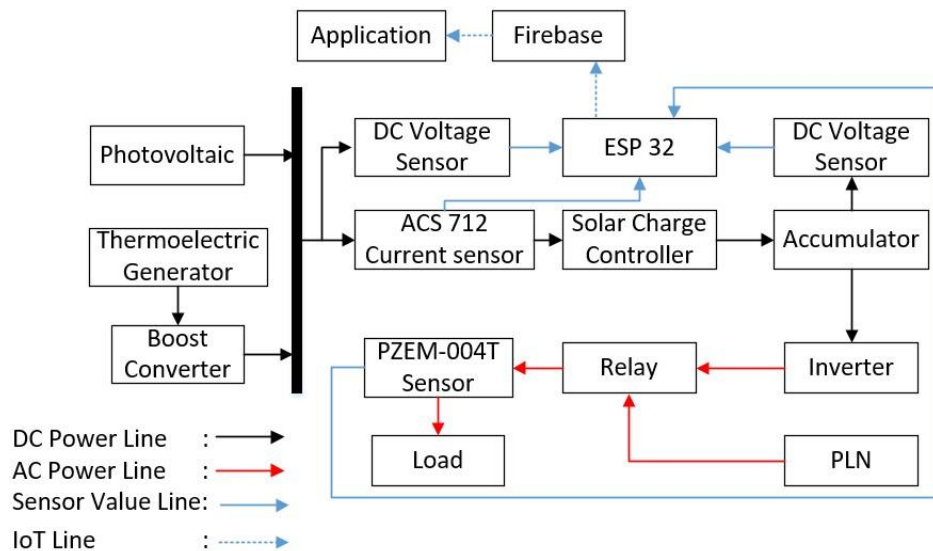 Application
Firebase
Photovoltaic
DC Voltage
Sensor
ESP 32
DC Voltage
Sensor
Thermoelectric
Generator
ACS 712
Current sensor
Solar Charge
Controller
Accumulator
Boost
Converter
PZEM-004T
Sensor
Relay
Inverter
Load
PLN
DC Power Line :
AC Power Line :
Sensor Value Line:
IoT Line :